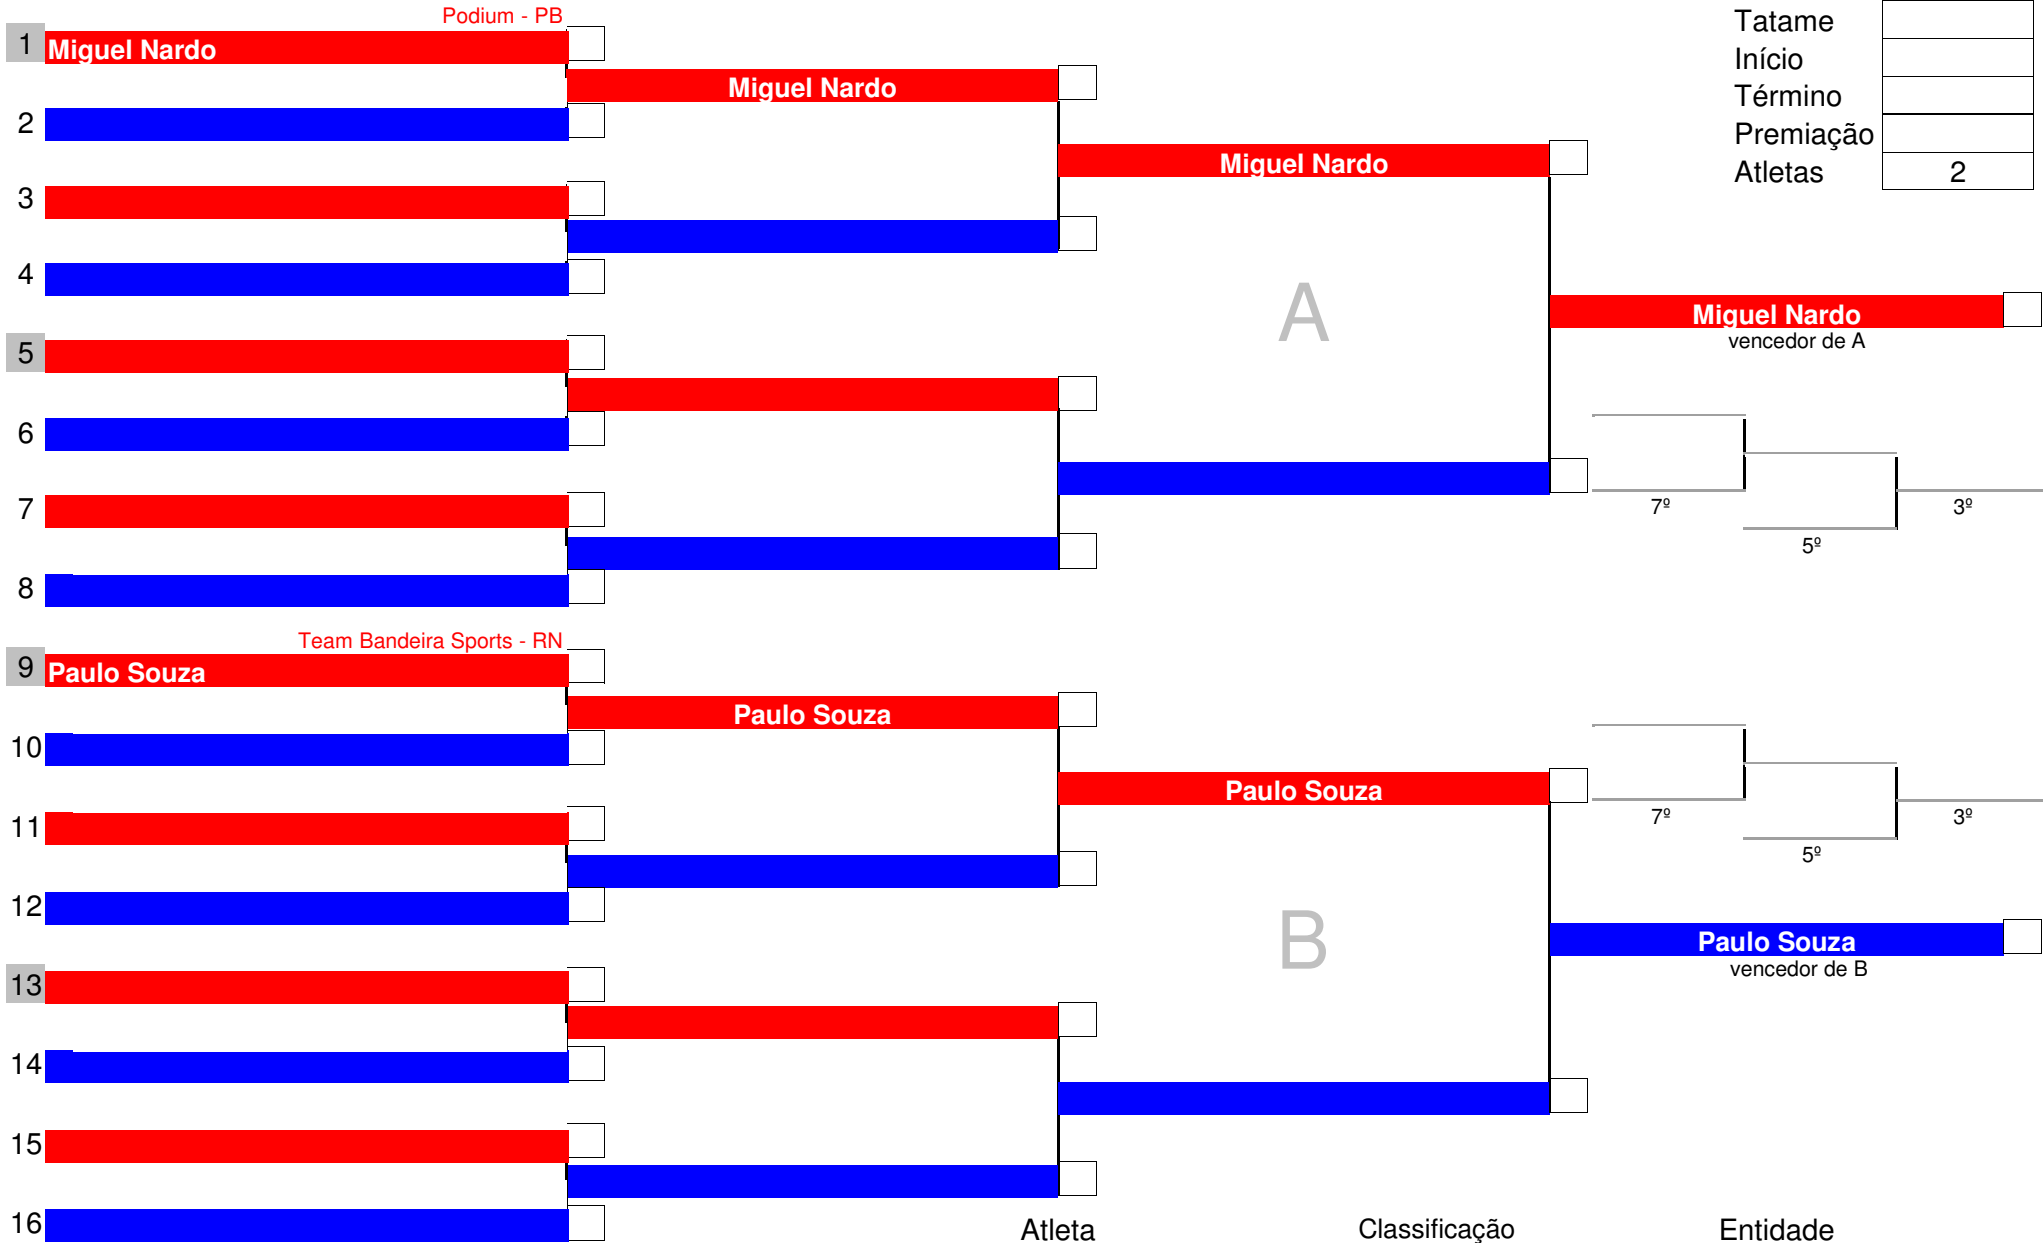 Podium - PB
Tatame
1 Miguel Nardo
Início
Miguel Nardo
Término
2
Premiação
Miguel Nardo
Atletas 2
3
4
A
Miguel Nardo
vencedor de A
5
6
7
7º
3º
5º
8
Team Bandeira Sports - RN
9 Paulo Souza
Paulo Souza
10
Paulo Souza
7º
3º
11
5º
12
B
Paulo Souza
vencedor de B
13
14
15
16
Atleta Classificação Entidade